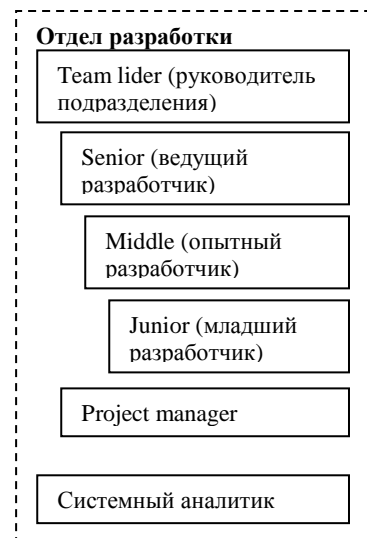 Отдел разработки
Team lider (руководитель
подразделения)
Senior (ведущий
разработчик)
Middle (опытный
разработчик)
Junior (младший
разработчик)
Project manager
Системный аналитик